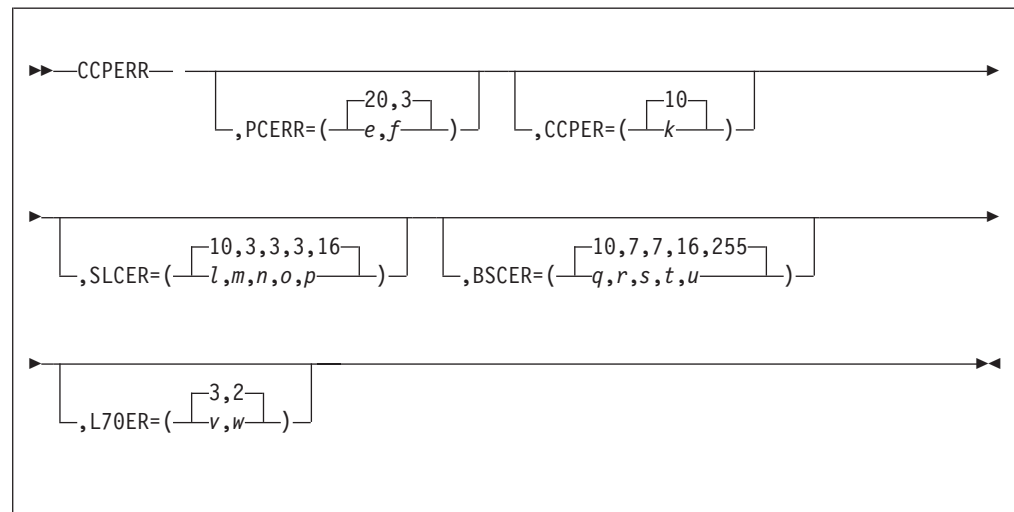 CCPERR
20,3
10
,PCERR=( e,f ) ,CCPER=( k )
10,3,3,3,16
10,7,7,16,255
,SLCER=( l,m,n,o,p ) ,BSCER=( q,r,s,t,u )
3,2
,L70ER=( v,w )